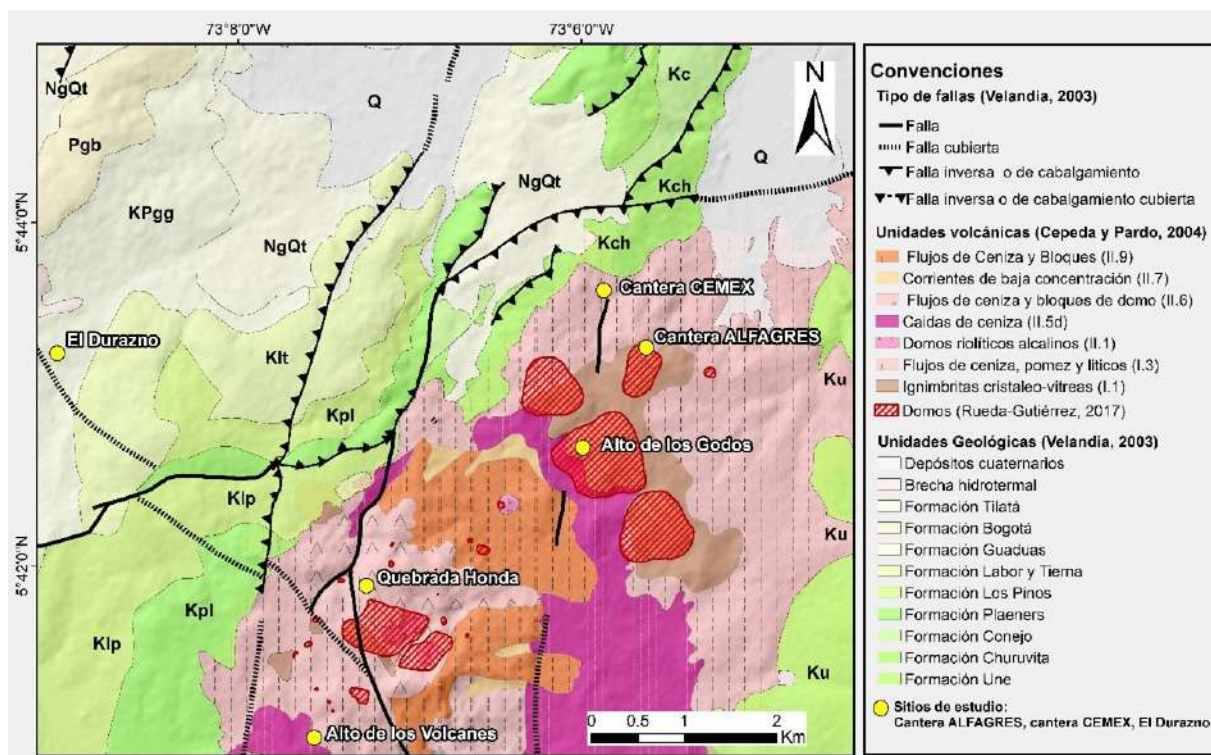 73°8'0"W
73°6'0"W
NgQt
Pgb
KPgg
NgQt
Q
NgQt
Kc
Kch
Q
N
5°44'0"N
Kch
Cantera CEMEX
El Durazno
Klt
Cantera ALFAGRES
Ku
Kpl
Alto de los Godos
Klp
Ku
5°42'0"N
Quebrada Honda
Kpl
Klp
Ku
Alto de los Volcanes
0 0,5 1 2
Km
Convenciones
Tipo de fallas (Velandia, 2003)
Falla
Falla cubierta
Falla inversa o de cabalgamiento
Falla inversa o de cabalgamiento cubierta
Unidades volcánicas (Cepeda y Pardo, 2004)
Flujos de Ceniza y Bloques (II.9)
Corrientes de baja concentración (II.7)
Flujos de ceniza y bloques de domo (II.6)
Caidas de ceniza (II.5d)
Domos riolíticos alcalinos (II.1)
Flujos de ceniza, pomez y líticos (I.3)
Ignimbritas cristaleo-vítreas (I.1)
Domos (Rueda-Gutiérrez, 2017)
Unidades Geológicas (Velandia, 2003)
Depósitos cuaternarios
Brecha hidrotermal
Formación Tilatá
Formación Bogotá
Formación Guaduas
Formación Labor y Tierna
Formación Los Pinos
Formación Plaeners
Formación Conejo
Formación Churuvita
Formación Une
Sitios de estudio:
Cantera ALFAGRES, cantera CEMEX, El Durazno